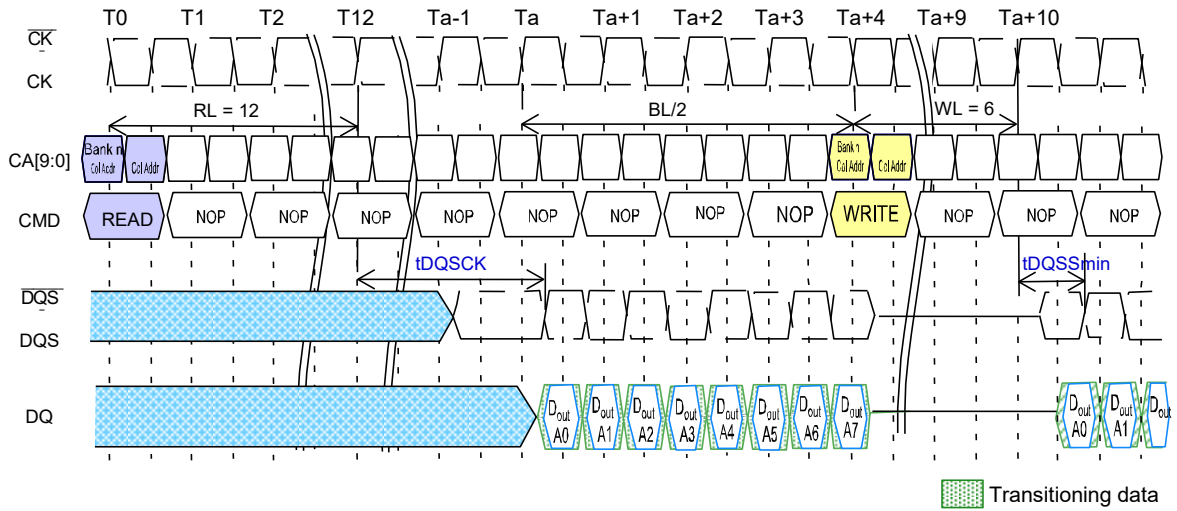 T0 T1 T2 T12 Ta-1 Ta Ta+1 Ta+2 Ta+3 Ta+4 Ta+9 Ta+10
CK
CK
RL = 12 BL/2 WL = 6
CA[9:0] Bank n Col Addr Col Addr Bank n Col Addr Col Addr
CMD READ NOP NOP NOP NOP NOP NOP NOP NOP WRITE NOP NOP NOP
tDQSCK tDQSSmin
DQS
DQS
DQ Dout A0 Dout A1 Dout A2 Dout A3 Dout A4 Dout A5 Dout A6 Dout A7 Dout A0 Dout A1 Dout
Transitioning data